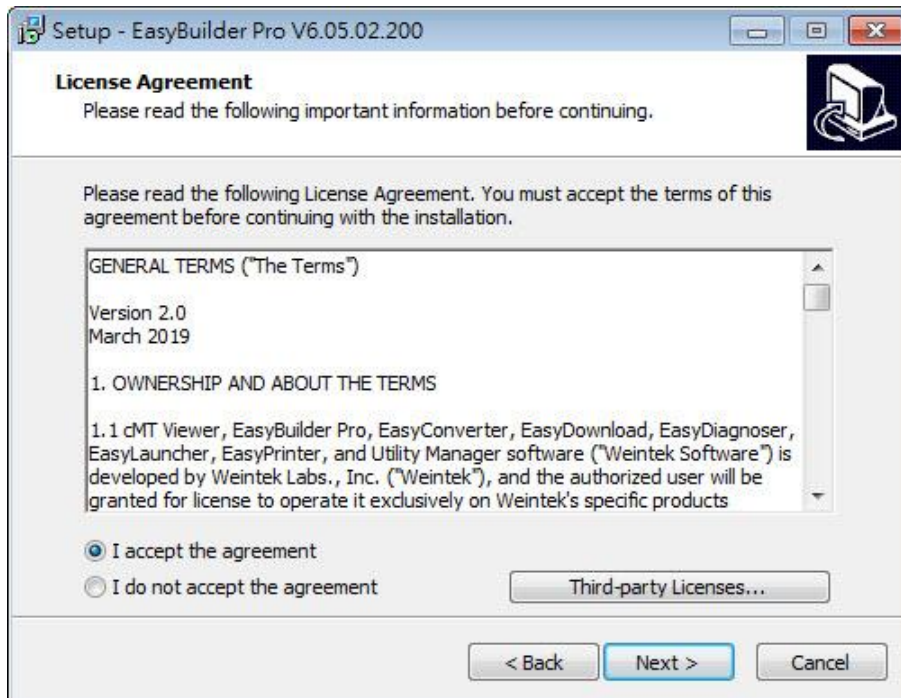 Setup - EasyBuilder Pro V6.05.02.200
License Agreement
Please read the following important information before continuing.
Please read the following License Agreement. You must accept the terms of this
agreement before continuing with the installation.
GENERAL TERMS ("The Terms")
Version 2.0
March 2019
1. OWNERSHIP AND ABOUT THE TERMS
1.1 cMT Viewer, EasyBuilder Pro, EasyConverter, EasyDownload, EasyDiagnoser,
EasyLauncher, EasyPrinter, and Utility Manager software ("Weintek Software") is
developed by Weintek Labs., Inc. ("Weintek"), and the authorized user will be
granted for license to operate it exclusively on Weintek's specific products
I accept the agreement
I do not accept the agreement
Third-party Licenses...
< Back
Next >
Cancel